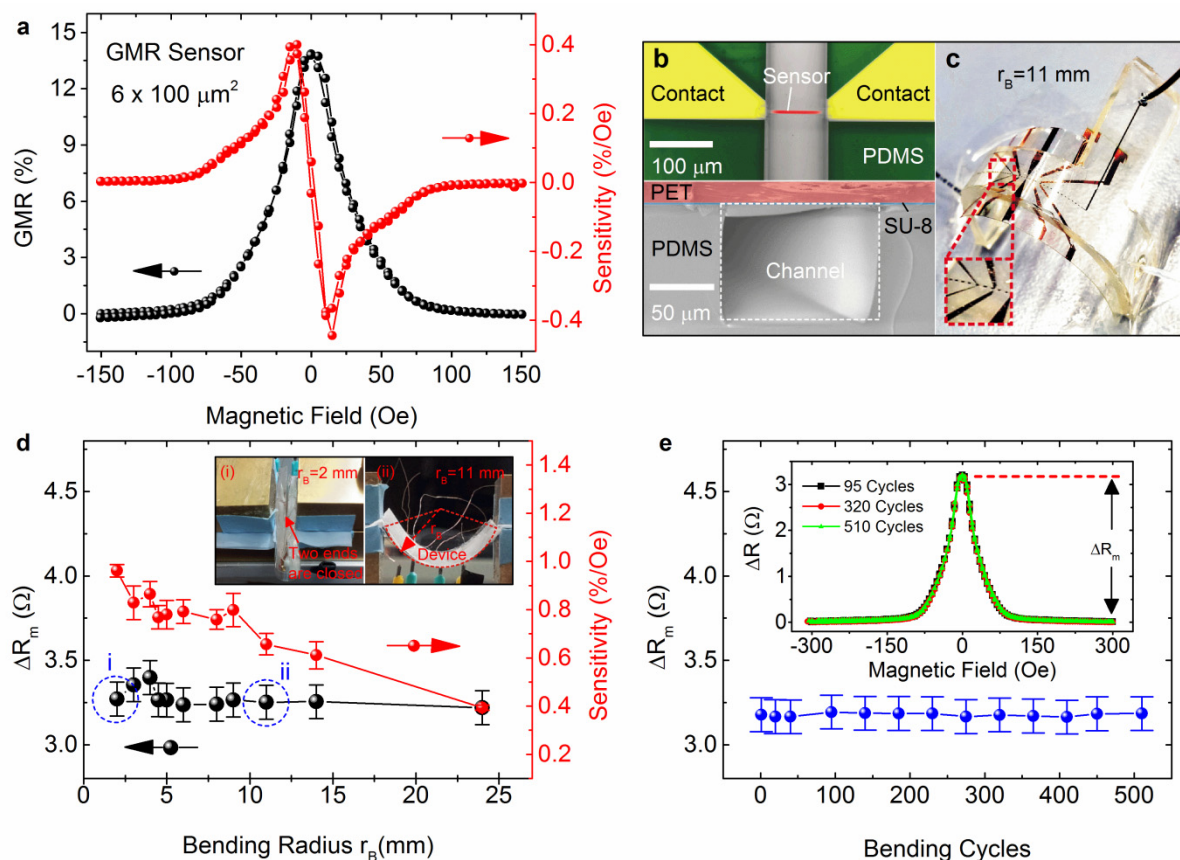 a
GMR Sensor
6 x 100 μm²
15
12
9
6
3
0
GMR (%)
0.4
0.2
0.0
-0.2
-0.4
Sensitivity (%/Oe)
-150 -100 -50 0 50 100 150
Magnetic Field (Oe)
b
Sensor
Contact Contact
100 μm
PDMS
PET
SU-8
PDMS
Channel
50 μm
c
r_B=11 mm
d
(i)
r_B=2 mm
Two ends
are closed
(ii)
r_B=11 mm
r_B
Device
4.5
4.0
3.5
3.0
ΔR_m (Ω)
i
ii
1.4
1.2
1.0
0.8
0.6
0.4
0.2
Sensitivity (%/Oe)
0 5 10 15 20 25
Bending Radius r_B(mm)
e
3
2
1
0
ΔR (Ω)
95 Cycles
320 Cycles
510 Cycles
ΔR_m
-300 -150 0 150 300
Magnetic Field (Oe)
4.5
4.0
3.5
3.0
ΔR_m (Ω)
0 100 200 300 400 500
Bending Cycles